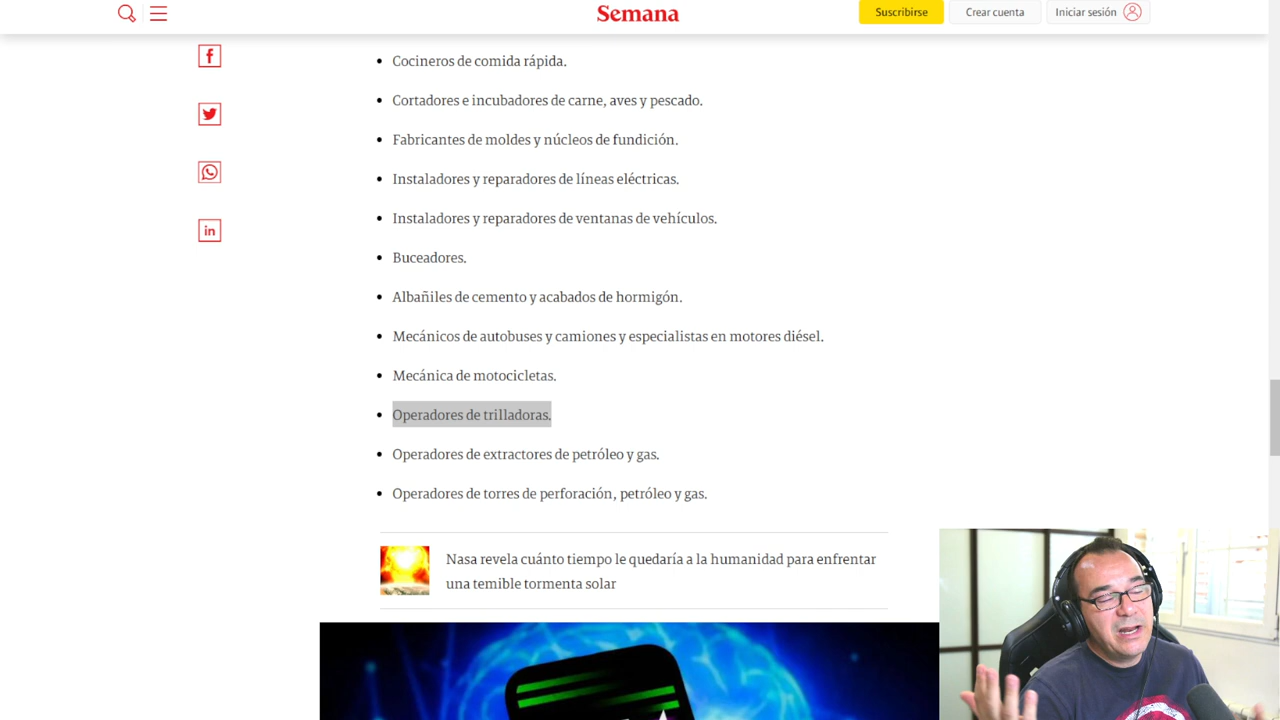 Semana
Suscribirse
Crear cuenta
Iniciar sesión
Cocineros de comida rápida.
Cortadores e incubadores de carne, aves y pescado.
Fabricantes de moldes y núcleos de fundición.
Instaladores y reparadores de líneas eléctricas.
Instaladores y reparadores de ventanas de vehículos.
Buceadores.
Albañiles de cemento y acabados de hormigón.
Mecánicos de autobuses y camiones y especialistas en motores diésel.
Mecánica de motocicletas.
Operadores de trilladoras.
Operadores de extractores de petróleo y gas.
Operadores de torres de perforación, petróleo y gas.
Nasa revela cuánto tiempo le quedaría a la humanidad para enfrentar
una temible tormenta solar